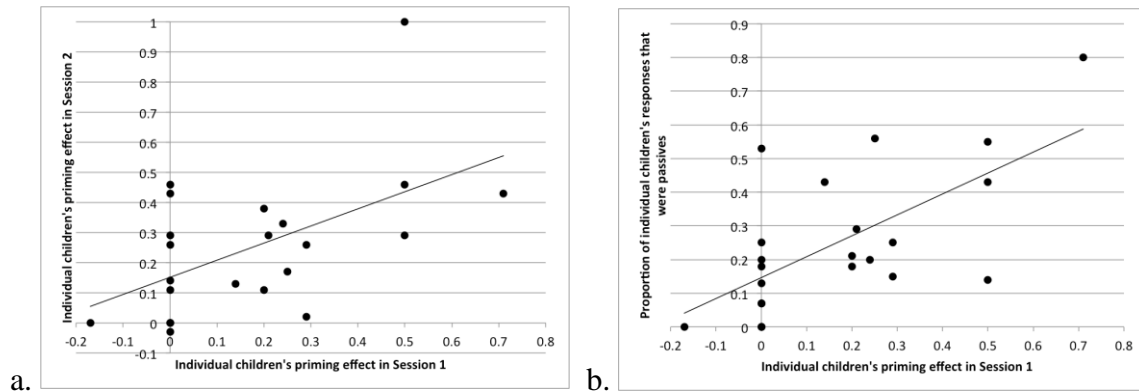 Individual children's priming effect in Session 2
1
0.9
0.8
0.7
0.6
0.5
0.4
0.3
0.2
0.1
0
-0.1
-0.2 -0.1 0 0.1 0.2 0.3 0.4 0.5 0.6 0.7 0.8
Individual children's priming effect in Session 1
a.
Proportion of individual children's responses that
were passives
0.9
0.8
0.7
0.6
0.5
0.4
0.3
0.2
0.1
0
-0.2 -0.1 0 0.1 0.2 0.3 0.4 0.5 0.6 0.7 0.8
Individual children's priming effect in Session 1
b.